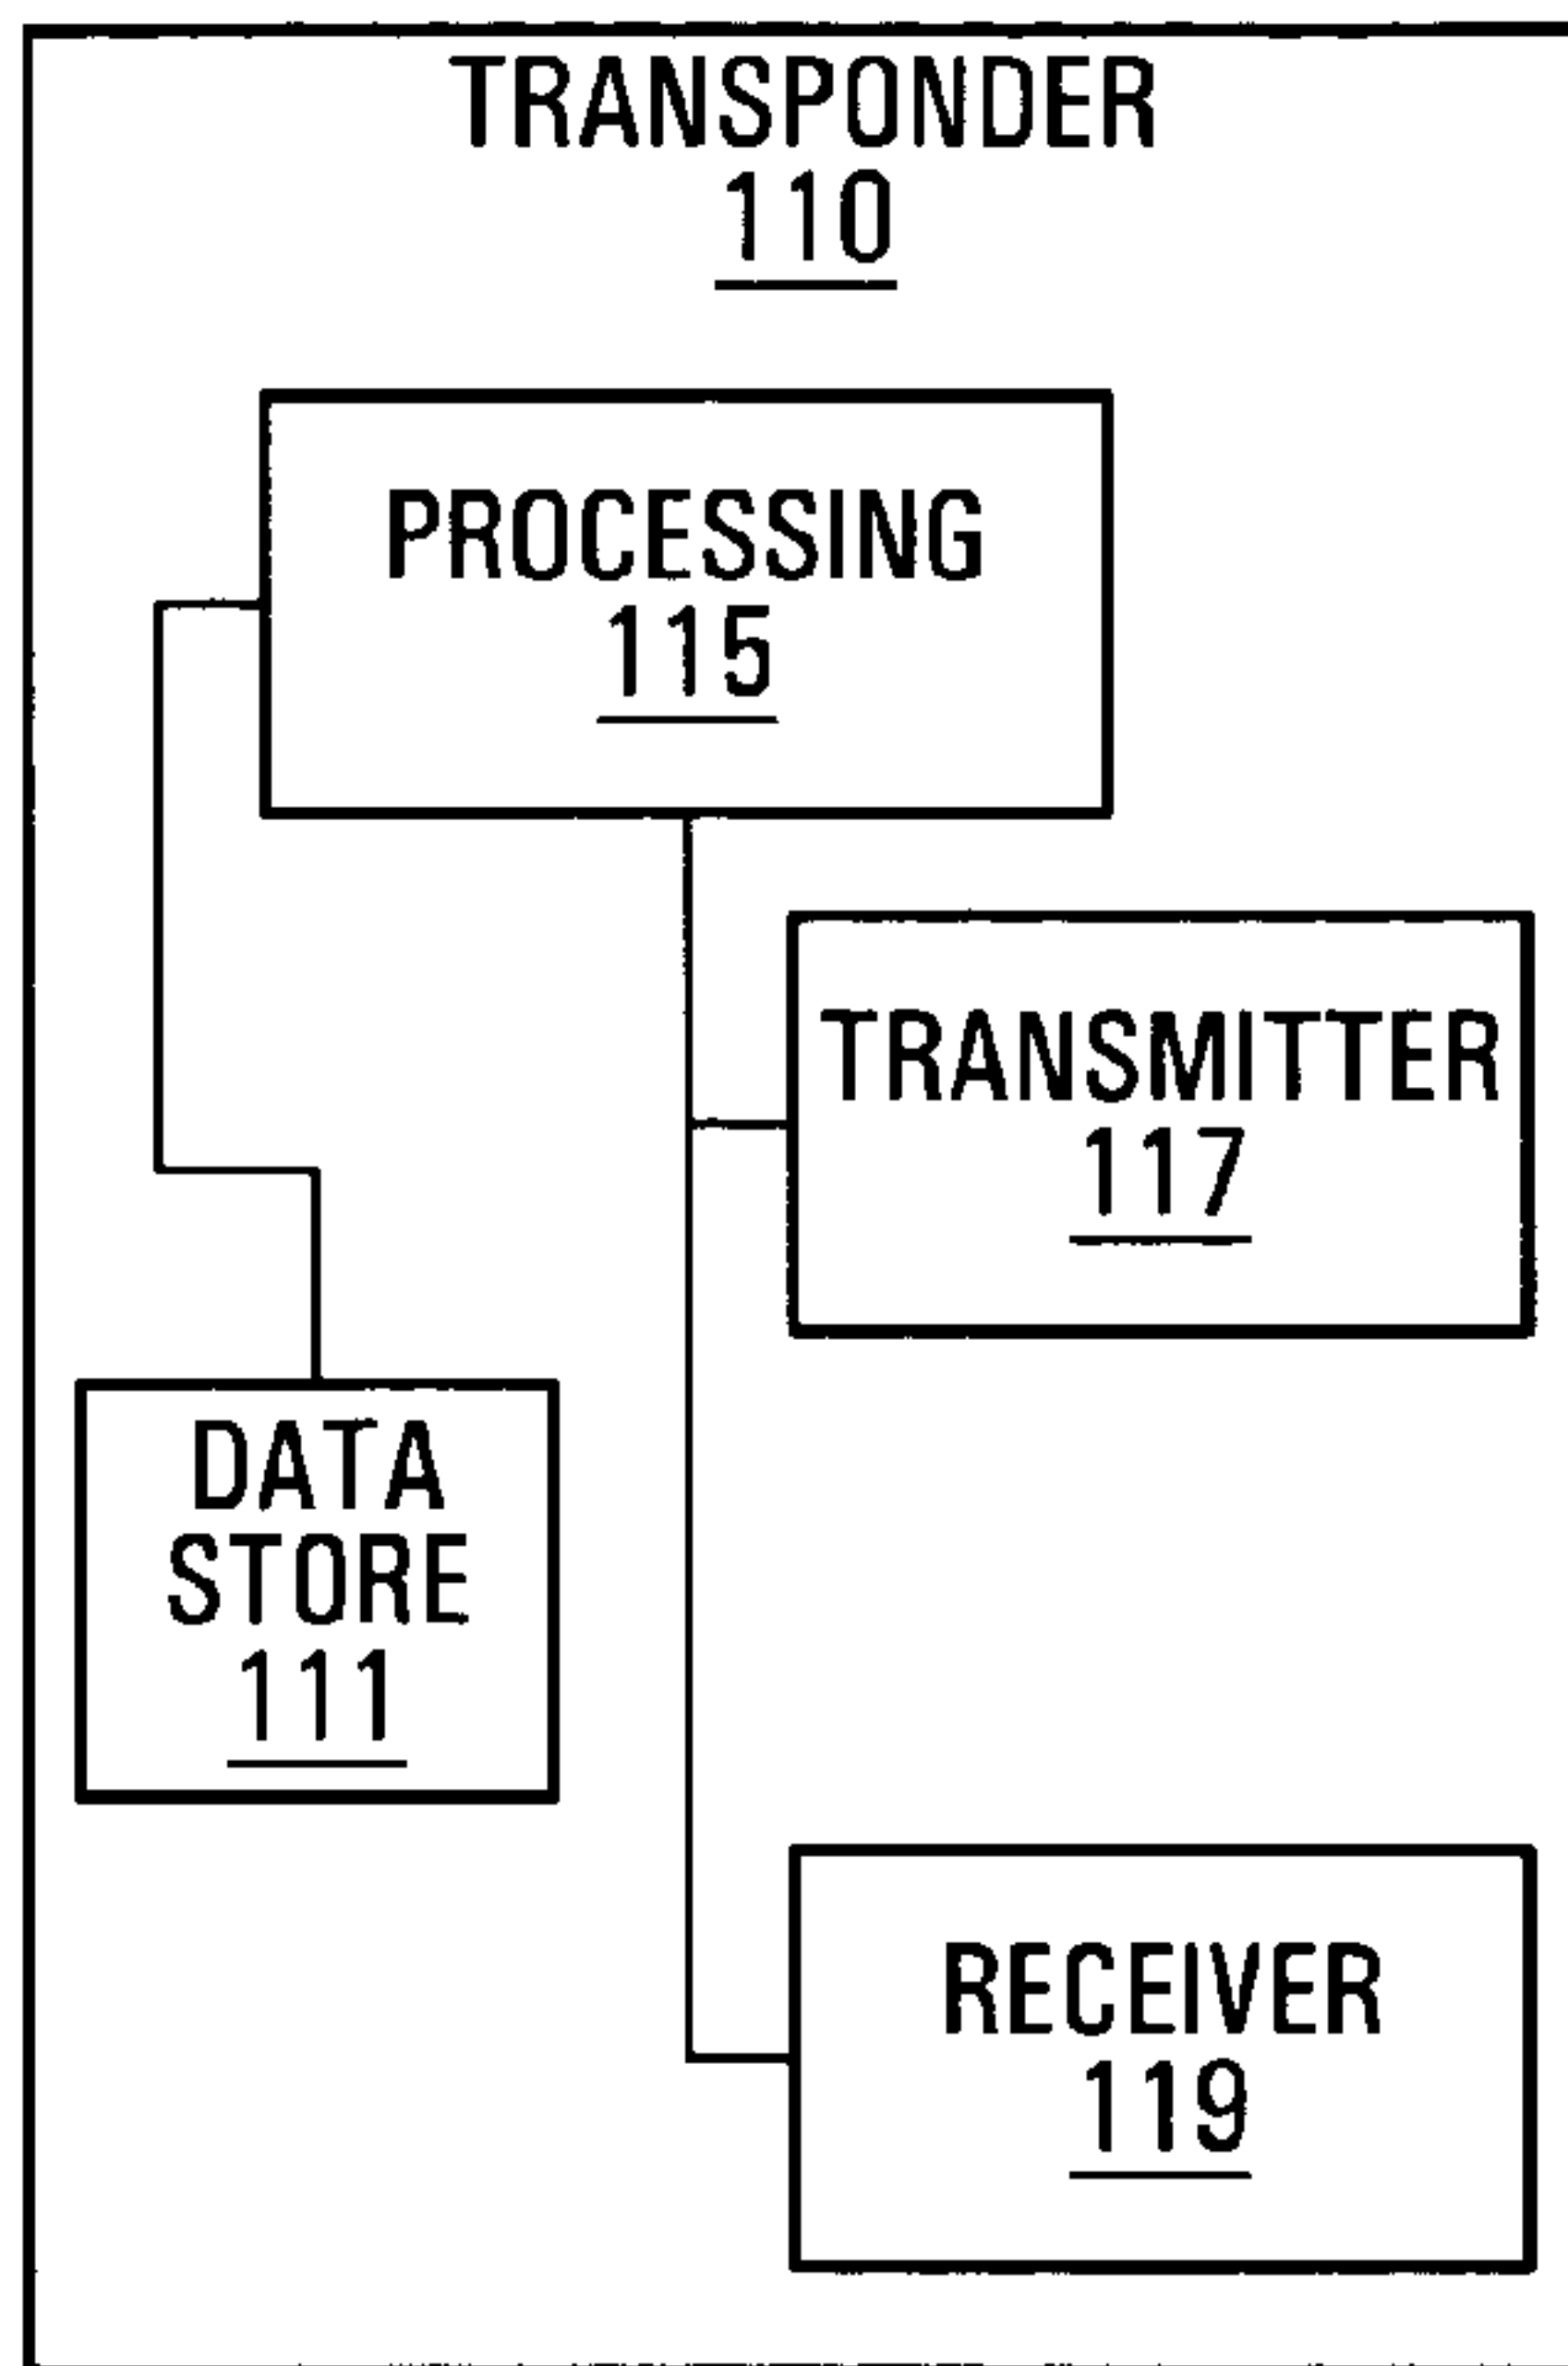 TRANSPONDER
110
PROCESSING
115
TRANSMITTER
117
DATA
STORE
111
RECEIVER
119